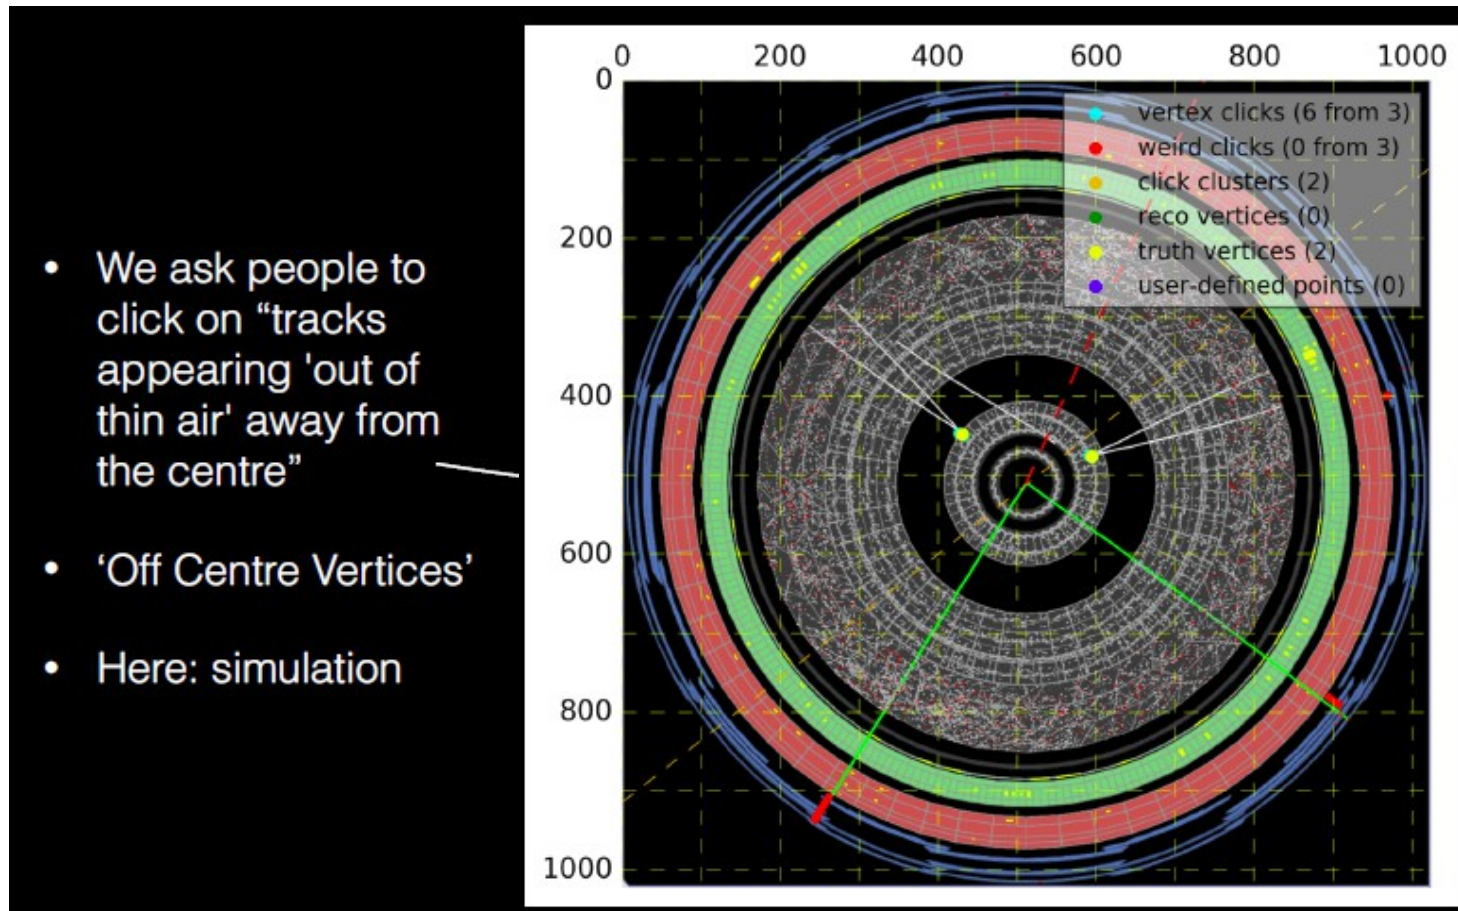 • We ask people to
click on “tracks
appearing 'out of
thin air' away from
the centre”
• ‘Off Centre Vertices’
• Here: simulation
0 200 400 600 800 1000
0
200
400
600
800
1000
vertex clicks (6 from 3)
weird clicks (0 from 3)
click clusters (2)
reco vertices (0)
truth vertices (2)
user-defined points (0)